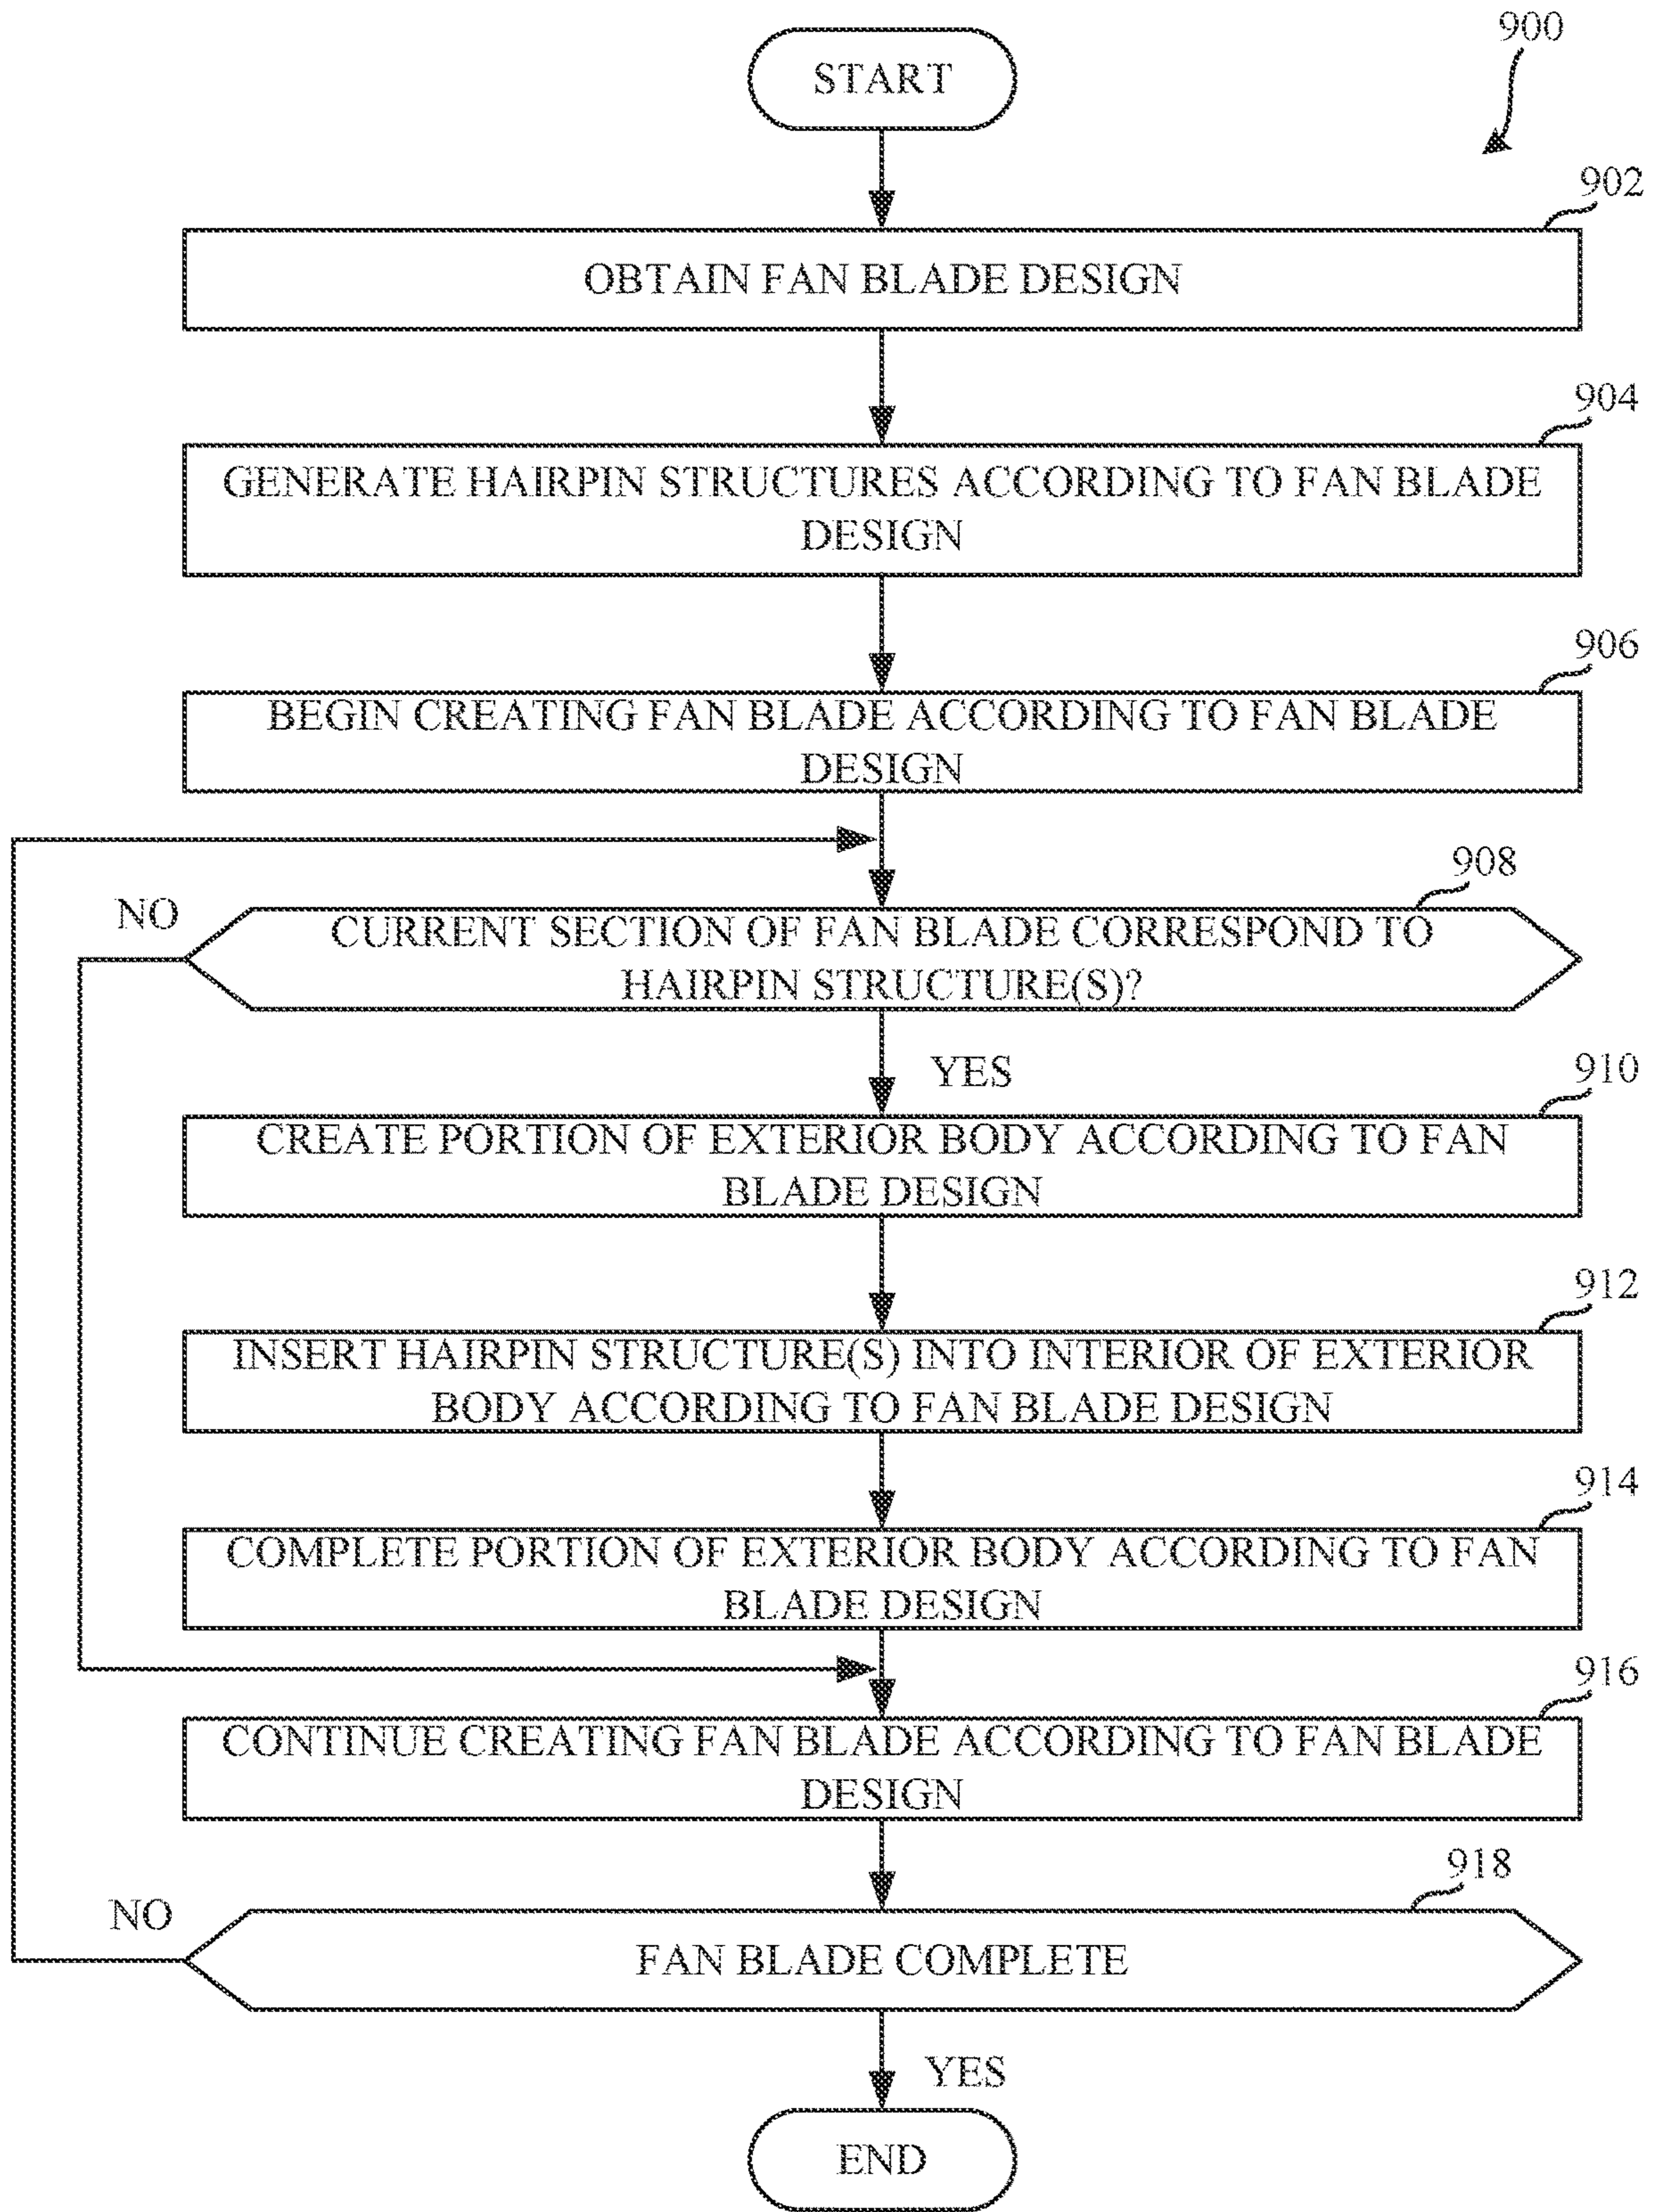 900
START
902
OBTAIN FAN BLADE DESIGN
904
GENERATE HAIRPIN STRUCTURES ACCORDING TO FAN BLADE
DESIGN
906
BEGIN CREATING FAN BLADE ACCORDING TO FAN BLADE
DESIGN
908
NO
CURRENT SECTION OF FAN BLADE CORRESPOND TO
HAIRPIN STRUCTURE(S)?
YES
910
CREATE PORTION OF EXTERIOR BODY ACCORDING TO FAN
BLADE DESIGN
912
INSERT HAIRPIN STRUCTURE(S) INTO INTERIOR OF EXTERIOR
BODY ACCORDING TO FAN BLADE DESIGN
914
COMPLETE PORTION OF EXTERIOR BODY ACCORDING TO FAN
BLADE DESIGN
916
CONTINUE CREATING FAN BLADE ACCORDING TO FAN BLADE
DESIGN
918
NO
FAN BLADE COMPLETE
YES
END